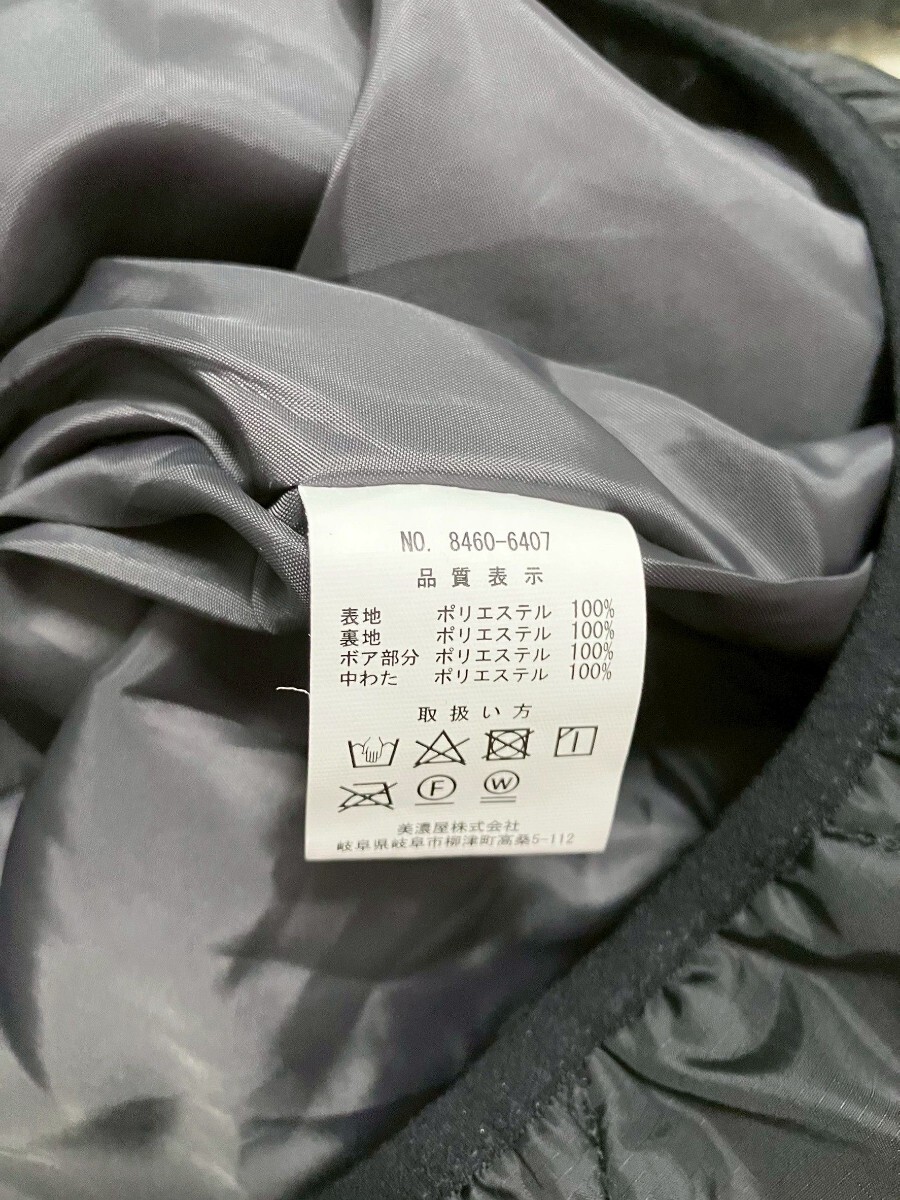 NO. 8460-6407
品質表示
表地 ポリエステル 100%
裏地 ポリエステル 100%
ボア部分 ポリエステル 100%
中わた ポリエステル 100%
取扱い方
F W
美濃屋株式会社
岐阜県岐阜市柳津町高桑5-112